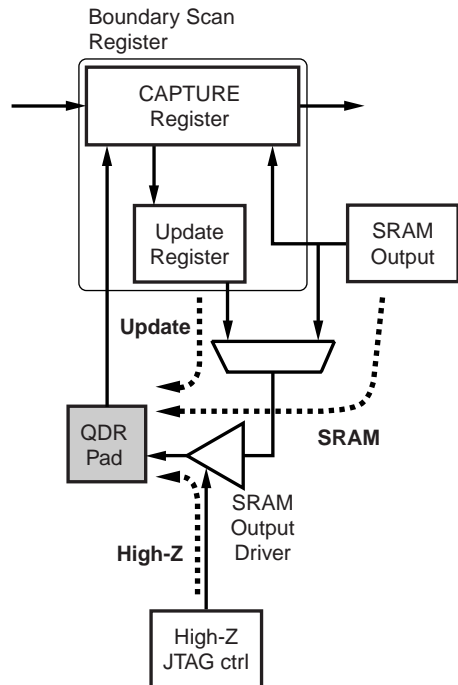 Boundary Scan
Register
CAPTURE
Register
Update
Register
SRAM
Output
Update
SRAM
QDR
Pad
SRAM
Output
Driver
High-Z
High-Z
JTAG ctrl